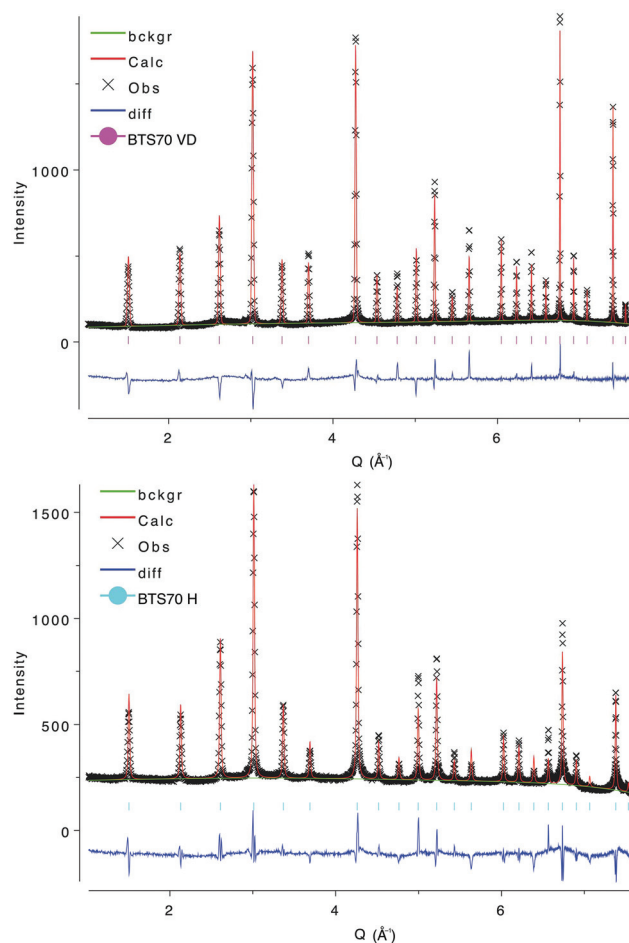 bckgr
Calc
Obs
diff
BTS70 VD
Intensity
1000
0
2
4
6
Q (Å⁻¹)
bckgr
Calc
Obs
diff
BTS70 H
Intensity
1500
1000
500
0
2
4
6
Q (Å⁻¹)